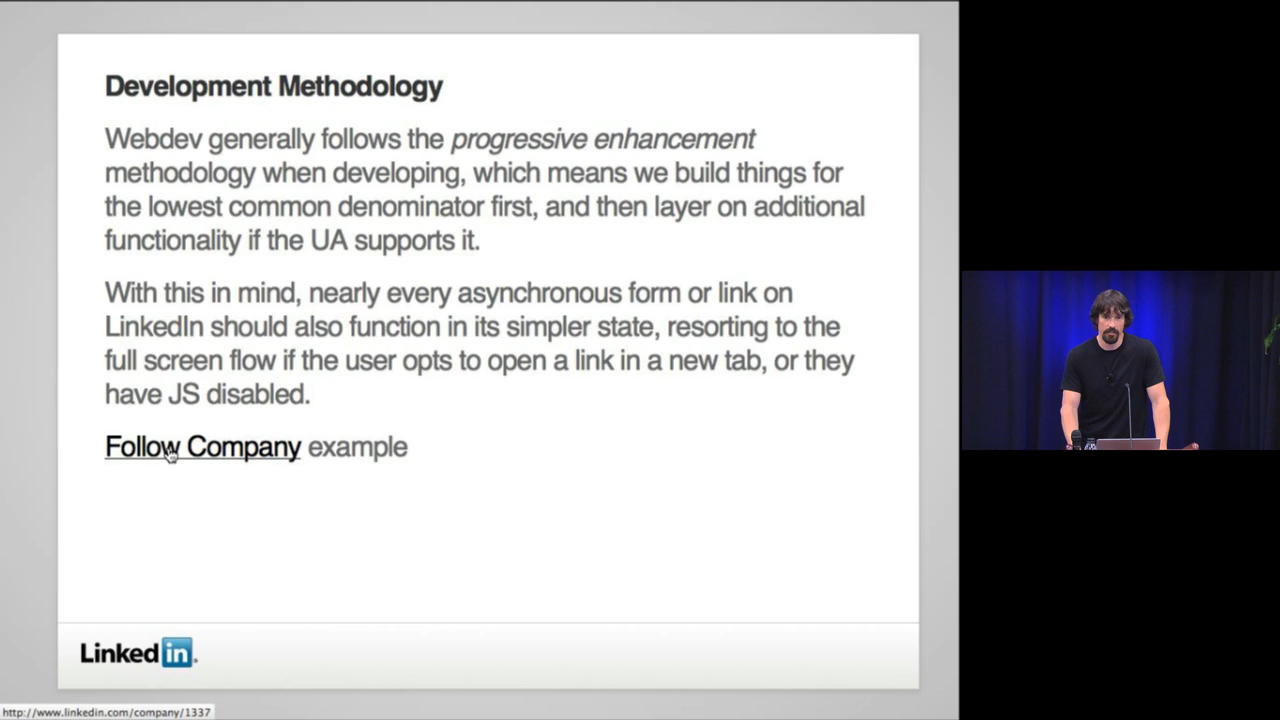 Development Methodology
Webdev generally follows the progressive enhancement
methodology when developing, which means we build things for
the lowest common denominator first, and then layer on additional
functionality if the UA supports it.
With this in mind, nearly every asynchronous form or link on
LinkedIn should also function in its simpler state, resorting to the
full screen flow if the user opts to open a link in a new tab, or they
have JS disabled.
Follow Company example
Linked in.
http://www.linkedin.com/company/1337